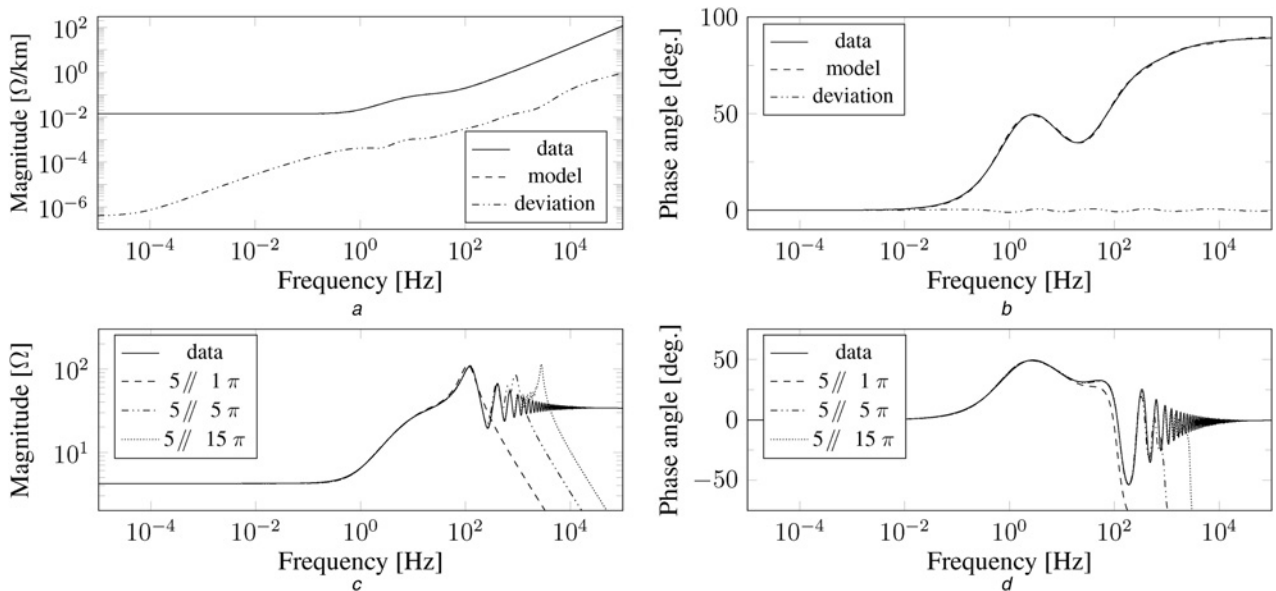 10^2
10^0
10^−2
10^−4
10^−6
Magnitude [Ω/km]
data
model
deviation
10^−4 10^−2 10^0 10^2 10^4
Frequency [Hz]
a
100
50
0
Phase angle [deg.]
data
model
deviation
10^−4 10^−2 10^0 10^2 10^4
Frequency [Hz]
b
10^2
10^1
Magnitude [Ω]
data
5 // 1 π
5 // 5 π
5 // 15 π
10^−4 10^−2 10^0 10^2 10^4
Frequency [Hz]
c
50
0
−50
Phase angle [deg.]
data
5 // 1 π
5 // 5 π
5 // 15 π
10^−4 10^−2 10^0 10^2 10^4
Frequency [Hz]
d